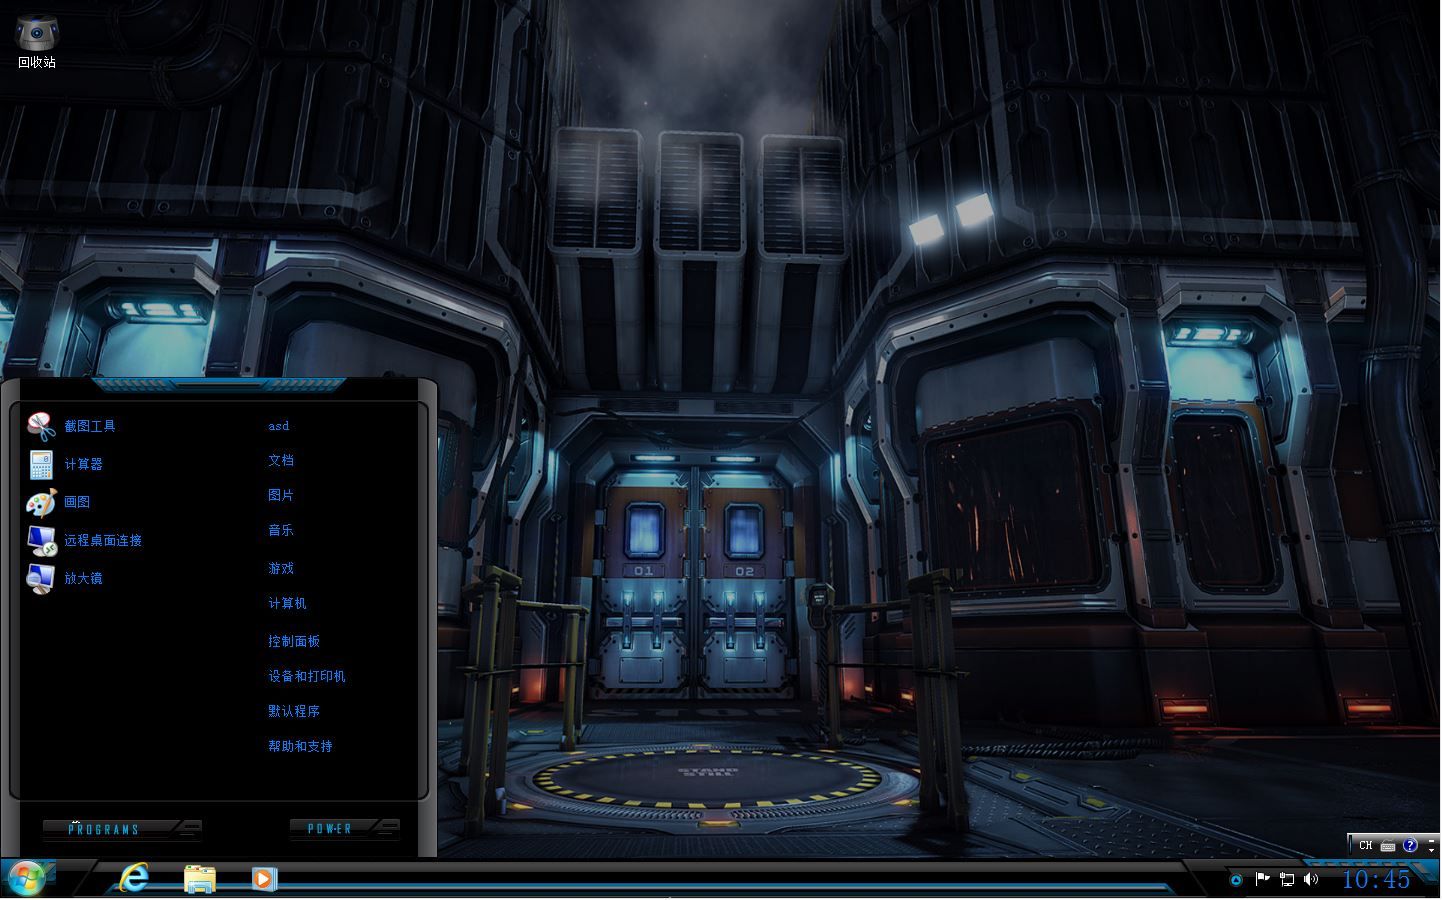 回收站
截图工具
计算器
画图
远程桌面连接
放大镜
asd
文档
图片
音乐
游戏
计算机
控制面板
设备和打印机
默认程序
帮助和支持
PROGRAMS
POWER
01
02
STAND
STILL
CH
10:45